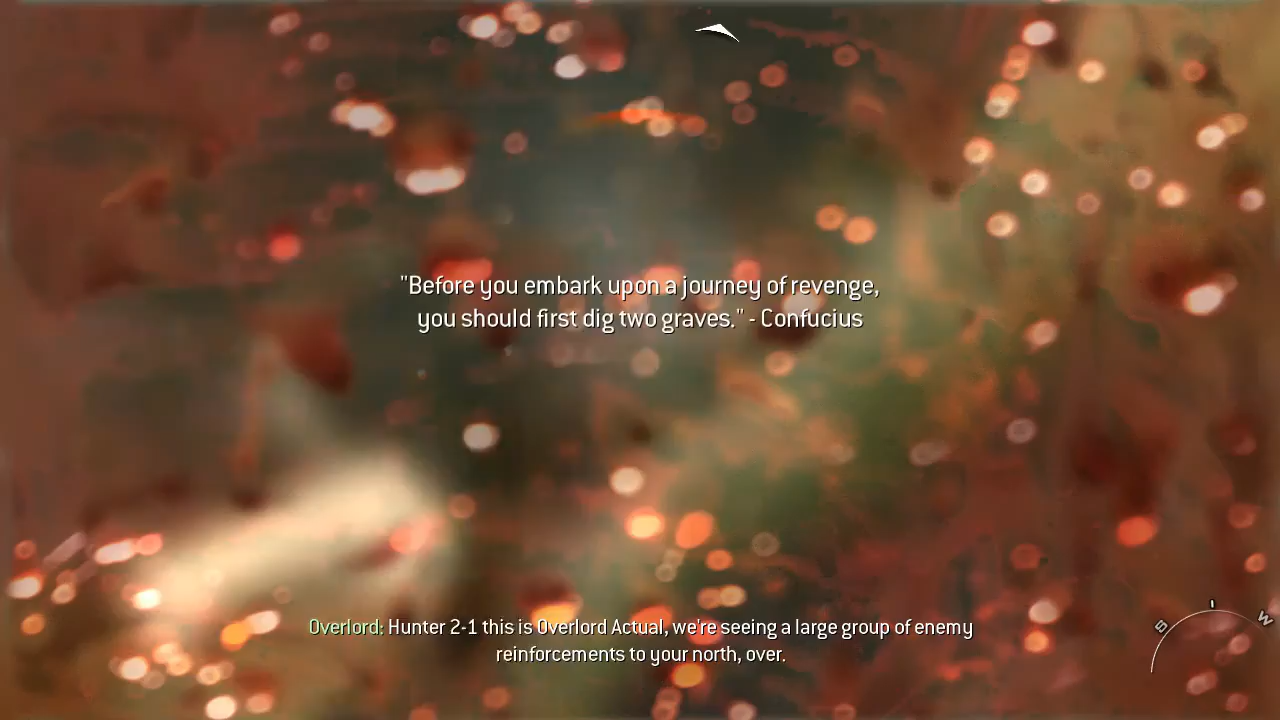 "Before you embark upon a journey of revenge,
you should first dig two graves." - Confucius
Overlord: Hunter 2-1 this is Overlord Actual, we're seeing a large group of enemy
reinforcements to your north, over.
S
W